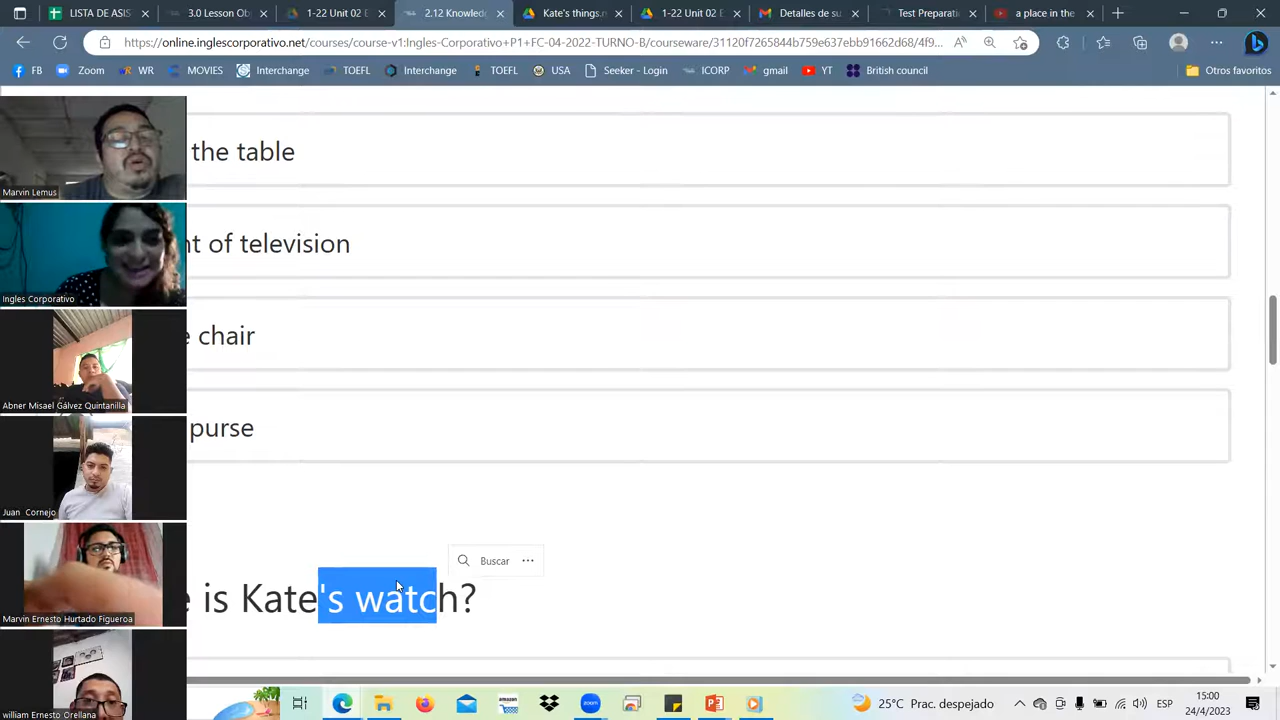 LISTA DE ASIS
3.0 Lesson Obj
1-22 Unit 02 E
2.12 Knowledg
Kate's things.m
1-22 Unit 02 E
Detalles de su
Test Preparati
a place in the
https://online.inglescorporativo.net/courses/course-v1:Ingles-Corporativo+P1+FC-04-2022-TURNO-B/courseware/31120f7265844b759e637ebb91662d68/4f9...
FB
Zoom
WR
MOVIES
Interchange
TOEFL
Interchange
TOEFL
USA
Seeker - Login
ICORP
gmail
YT
British council
Otros favoritos
the table
Marvin Lemus
nt of television
Ingles Corporativo
e chair
Abner Misael Gálvez Quintanilla
purse
Juan Cornejo
Buscar
e is Kate's watch?
Marvin Ernesto Hurtado Figueroa
william Ernesto Orellana
zoom
25°C Prac. despejado
ESP
15:00
24/4/2023